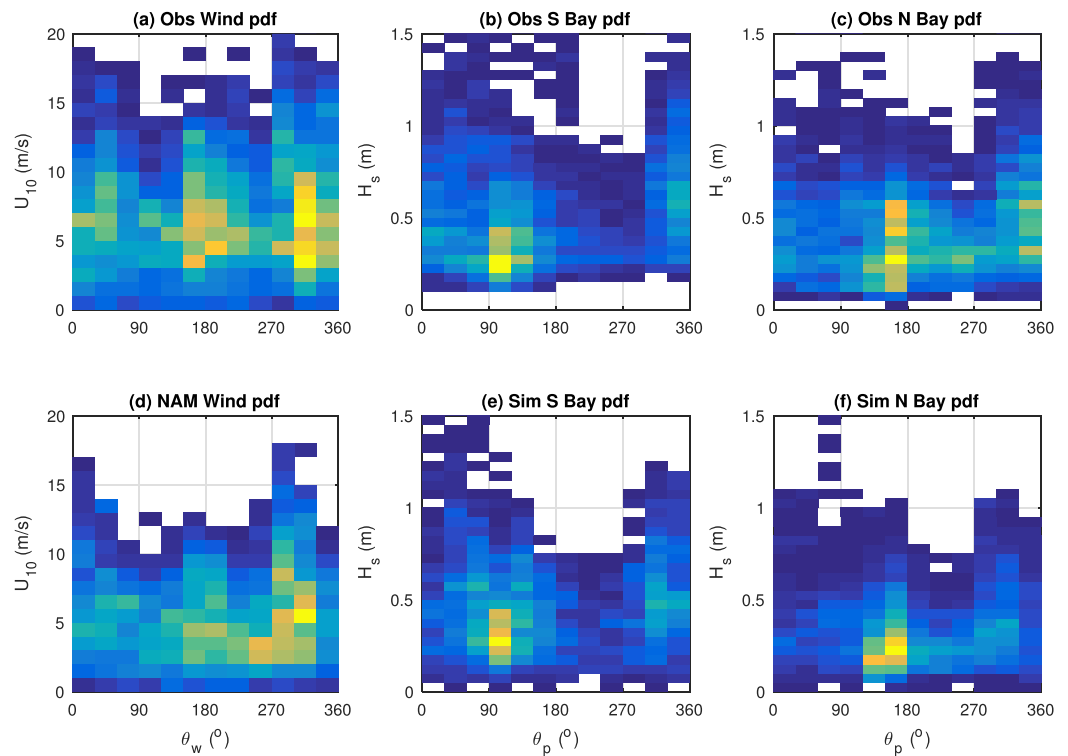 (a) Obs Wind pdf
20
15
10
5
0
U10 (m/s)
0 90 180 270 360
(b) Obs S Bay pdf
1.5
1
0.5
0
Hs (m)
0 90 180 270 360
(c) Obs N Bay pdf
1.5
1
0.5
0
Hs (m)
0 90 180 270 360
(d) NAM Wind pdf
20
15
10
5
0
U10 (m/s)
0 90 180 270 360
θw (o)
(e) Sim S Bay pdf
1.5
1
0.5
0
Hs (m)
0 90 180 270 360
θp (o)
(f) Sim N Bay pdf
1.5
1
0.5
0
Hs (m)
0 90 180 270 360
θp (o)